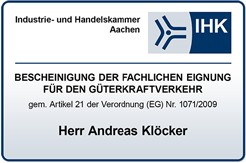 Industrie- und Handelskammer
Aachen
IHK
BESCHEINIGUNG DER FACHLICHEN EIGNUNG
FÜR DEN GÜTERKRAFTVERKEHR
gem. Artikel 21 der Verordnung (EG) Nr. 1071/2009
Herr Andreas Klöcker